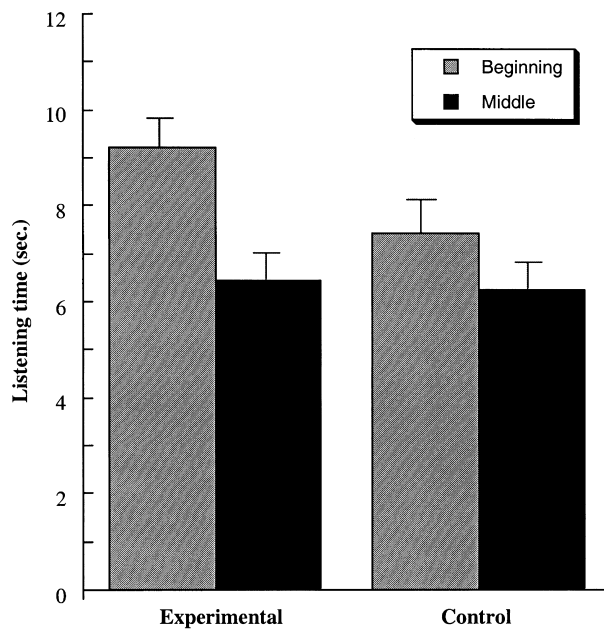 12
10
8
6
4
2
0
Listening time (sec.)
Beginning
Middle
Experimental
Control